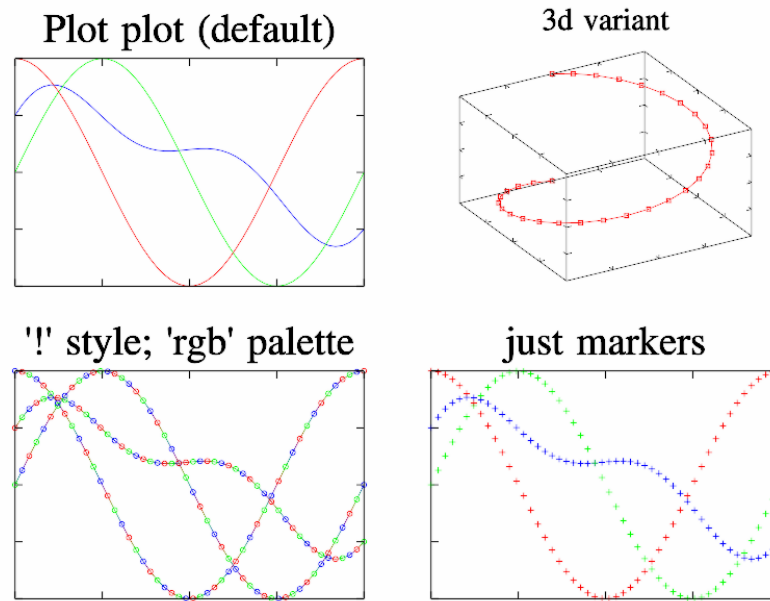 Plot plot (default)
3d variant
'!' style; 'rgb' palette
just markers